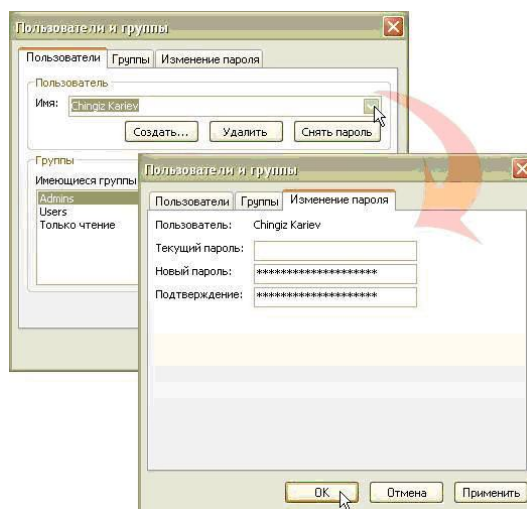 Пользователи и группы
Пользователи Группы Изменение пароля
Пользователь
Имя: Chingiz Kariev
Создать... Удалить Снять пароль
Группы
Имеющиеся группы
Admins
Users
Только чтение
Пользователи и группы
Пользователи Группы Изменение пароля
Пользователь: Chingiz Kariev
Текущий пароль:
Новый пароль: ********************
Подтверждение: ********************
OK Отмена Применить